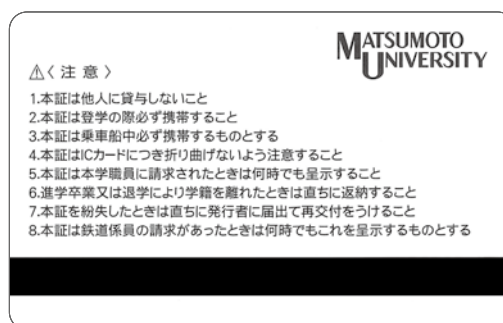 MATSUMOTO
UNIVERSITY
⚠〈 注 意 〉
1.本証は他人に貸与しないこと
2.本証は登学の際必ず携帯すること
3.本証は乗車船中必ず携帯するものとする
4.本証はICカードにつき折り曲げないよう注意すること
5.本証は本学職員に請求されたときは何時でも呈示すること
6.進学卒業又は退学により学籍を離れたときは直ちに返納すること
7.本証を紛失したときは直ちに発行者に届出て再交付をうけること
8.本証は鉄道係員の請求があったときは何時でもこれを呈示するものとする